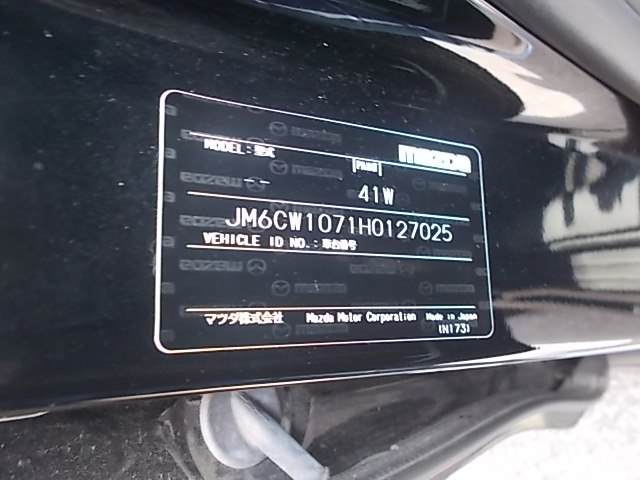 mazda
MODEL:型式
PAINT
-- 41W
JM6CW1071H0127025
VEHICLE ID NO.:車台番号
マツダ株式会社 Mazda Motor Corporation Made in Japan
(N173)